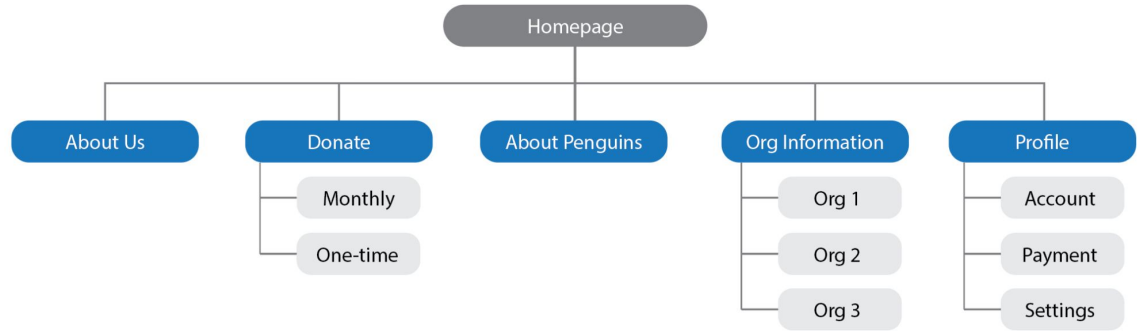 Homepage
About Us
Donate
About Penguins
Org Information
Profile
Monthly
One-time
Org 1
Org 2
Org 3
Account
Payment
Settings